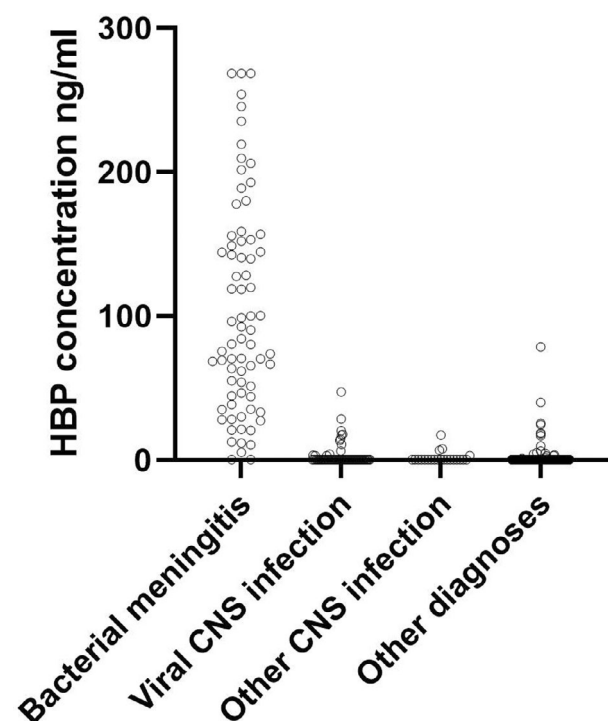 HBP concentration ng/ml
300
200
100
0
Bacterial meningitis
Viral CNS infection
Other CNS infection
Other diagnoses